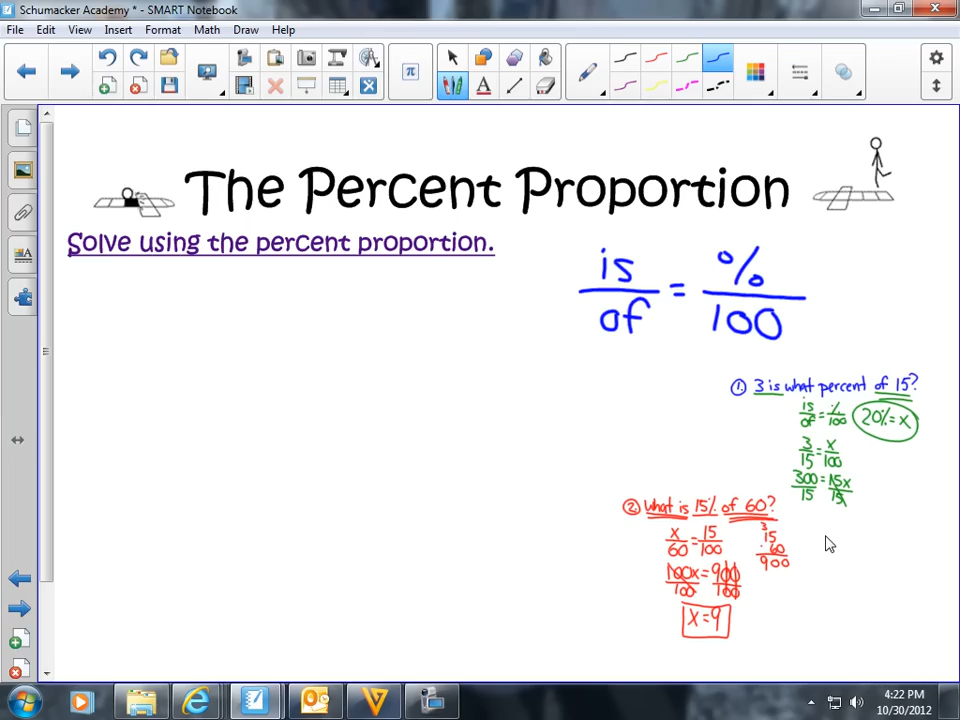 Schumacker Academy * - SMART Notebook
File Edit View Insert Format Math Draw Help
π
A
The Percent Proportion
Solve using the percent proportion.
is/of = %/100
① 3 is what percent of 15?
is/of = %/100
20% = x
3/15 = x/100
300/15 = 15x/15
② What is 15% of 60?
x/60 = 15/100
3
15
· 60
900
100x/100 = 900/100
x = 9
4:22 PM
10/30/2012